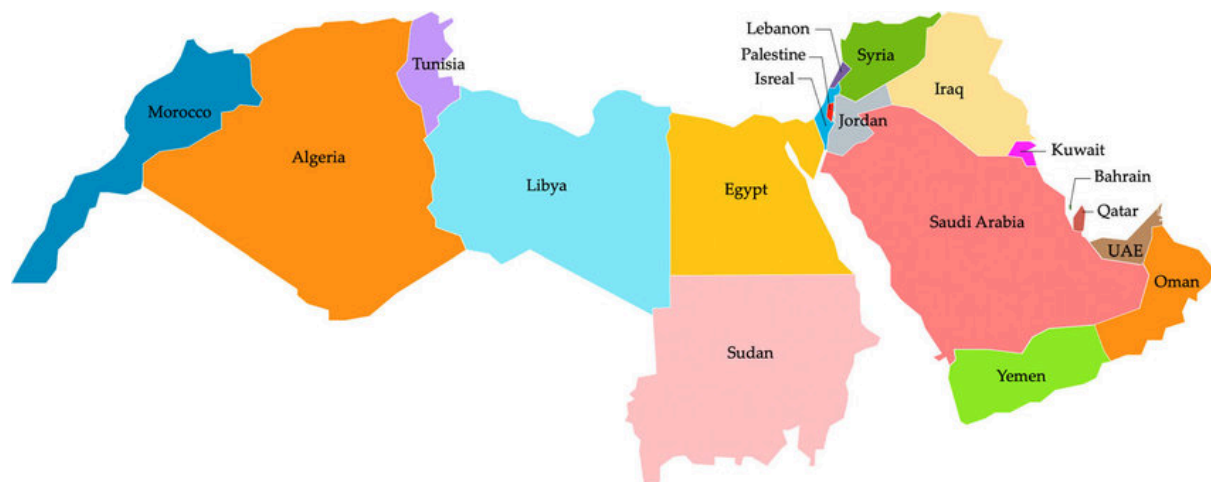 Lebanon
Palestine
Isreal
Syria
Iraq
Tunisia
Morocco
Jordan
Algeria
Kuwait
Libya
Egypt
Bahrain
Qatar
Saudi Arabia
UAE
Oman
Sudan
Yemen